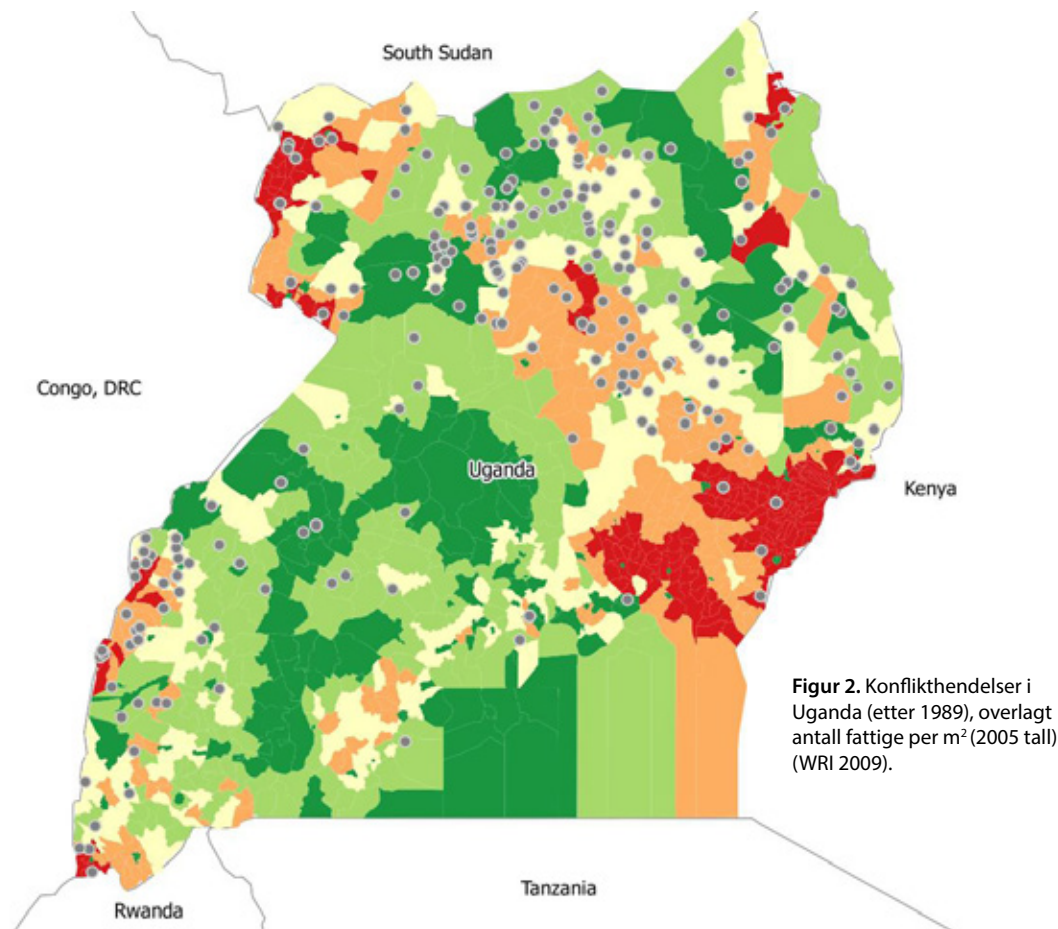 South Sudan
Congo, DRC
Uganda
Kenya
Figur 2. Konflikthendelser i
Uganda (etter 1989), overlagt
antall fattige per m² (2005 tall)
(WRI 2009).
Tanzania
Rwanda